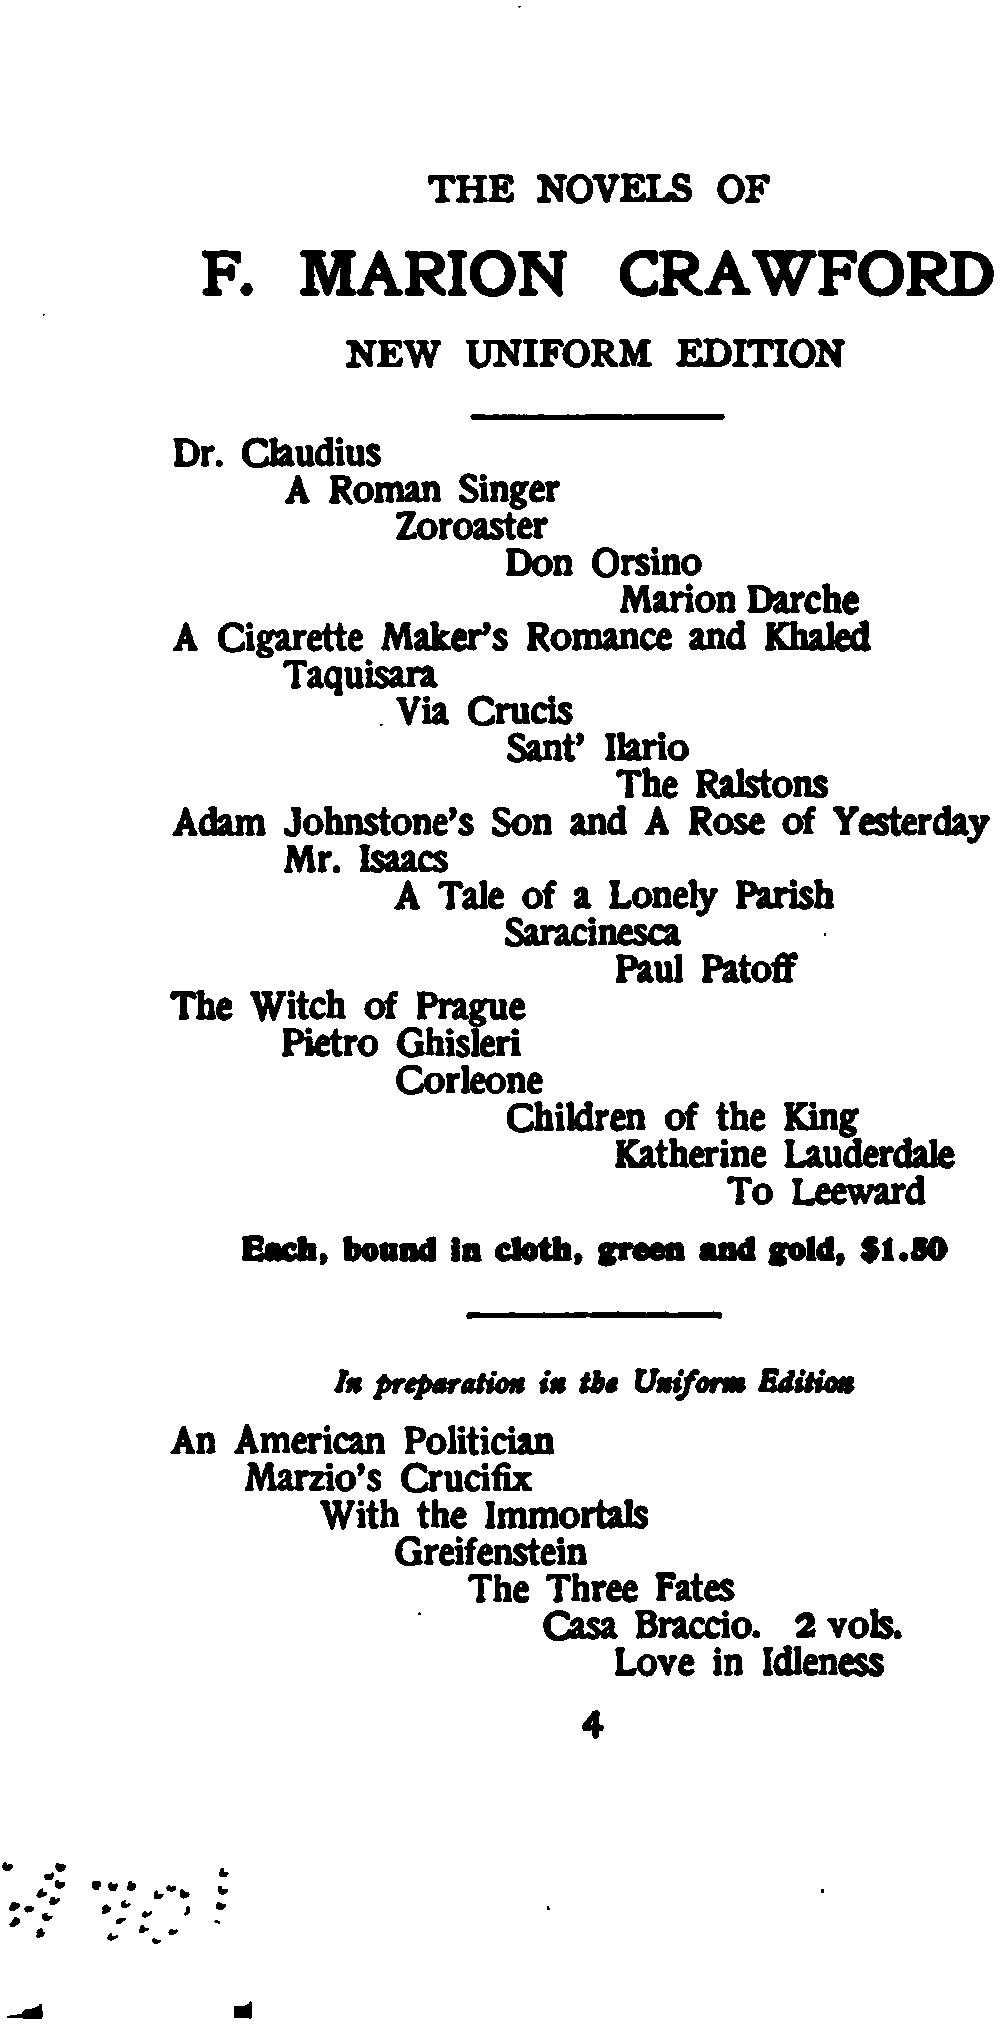 THE NOVELS OF
F. MARION CRAWFORD
NEW UNIFORM EDITION
Dr. Claudius
A Roman Singer
Zoroaster
Don Orsino
Marion Darche
A Cigarette Maker's Romance and Khaled
Taquisara
Via Crucis
Sant' Ilario
The Ralstons
Adam Johnstone's Son and A Rose of Yesterday
Mr. Isaacs
A Tale of a Lonely Parish
Saracinesca
Paul Patoff
The Witch of Prague
Pietro Ghisleri
Corleone
Children of the King
Katherine Lauderdale
To Leeward
Each, bound in cloth, green and gold, $1.50
In preparation in the Uniform Edition
An American Politician
Marzio's Crucifix
With the Immortals
Greifenstein
The Three Fates
Casa Braccio. 2 vols.
Love in Idleness
4